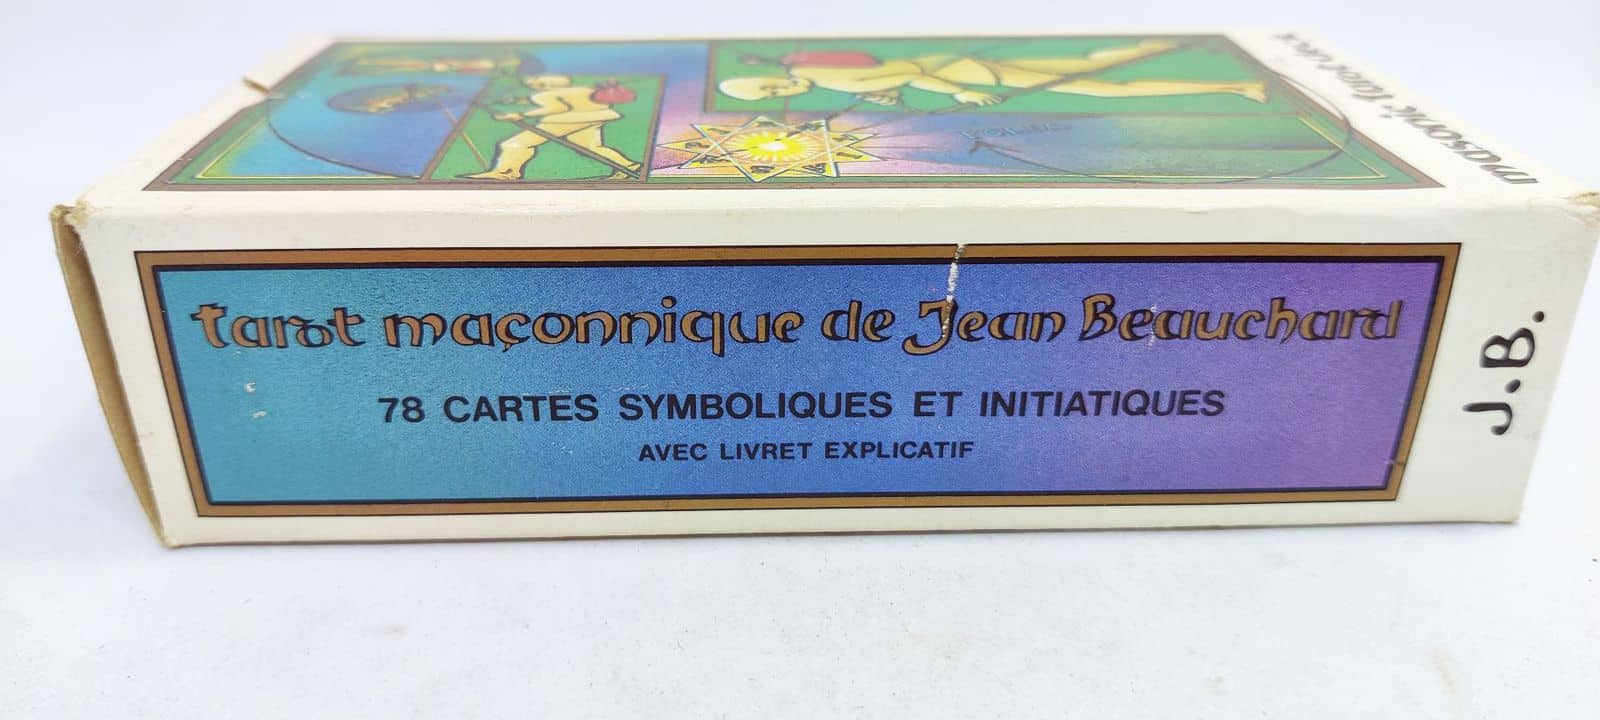 masonic tarot
tarot maçonnique de Jean Beauchard
78 CARTES SYMBOLIQUES ET INITIATIQUES
AVEC LIVRET EXPLICATIF
J.B.